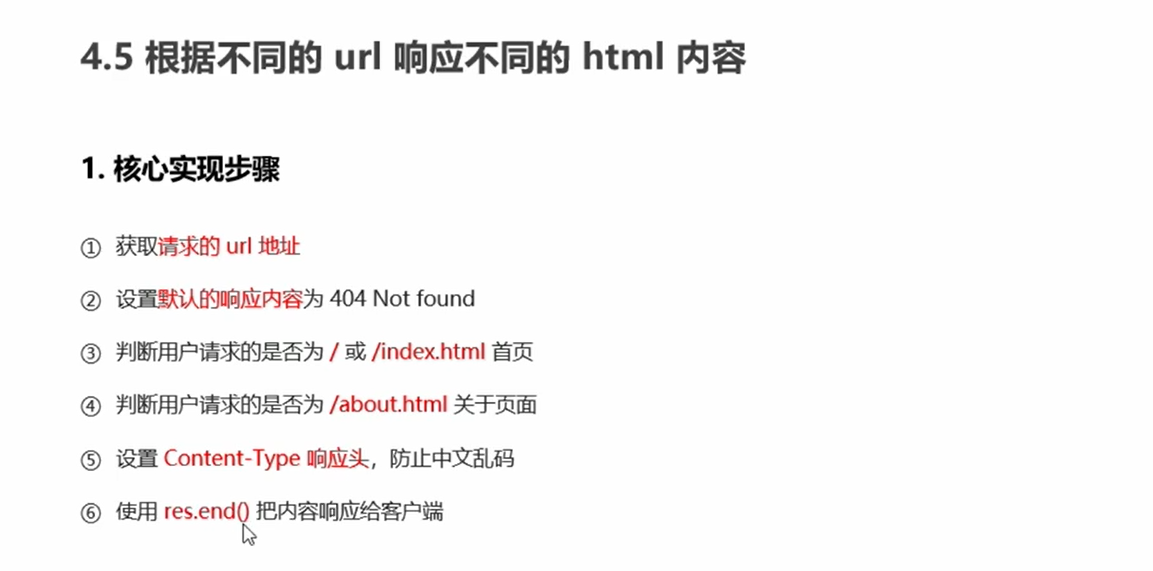 4.5 根据不同的 url 响应不同的 html 内容
1. 核心实现步骤
① 获取请求的 url 地址
② 设置默认的响应内容为 404 Not found
③ 判断用户请求的是否为 / 或 /index.html 首页
④ 判断用户请求的是否为 /about.html 关于页面
⑤ 设置 Content-Type 响应头，防止中文乱码
⑥ 使用 res.end() 把内容响应给客户端